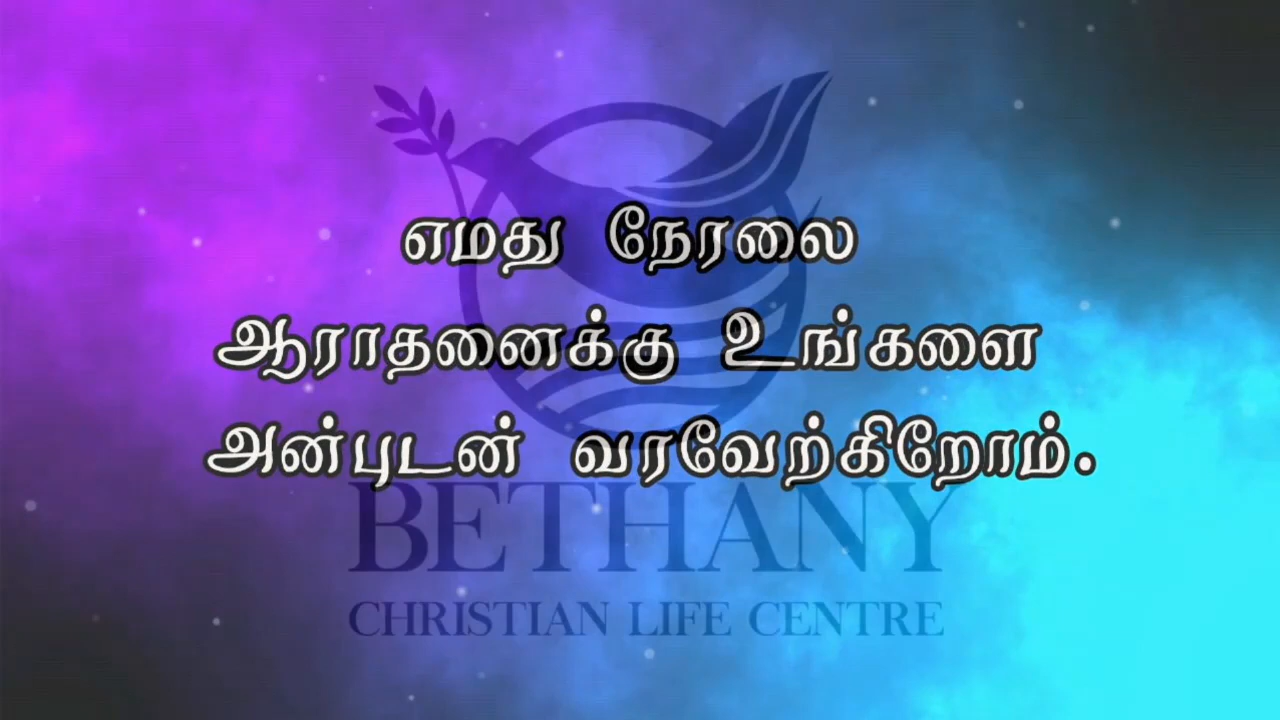 எமது நேரலை
ஆராதனைக்கு உங்களை
அன்புடன் வரவேற்கிறோம்.
BETHANY
CHRISTIAN LIFE CENTRE